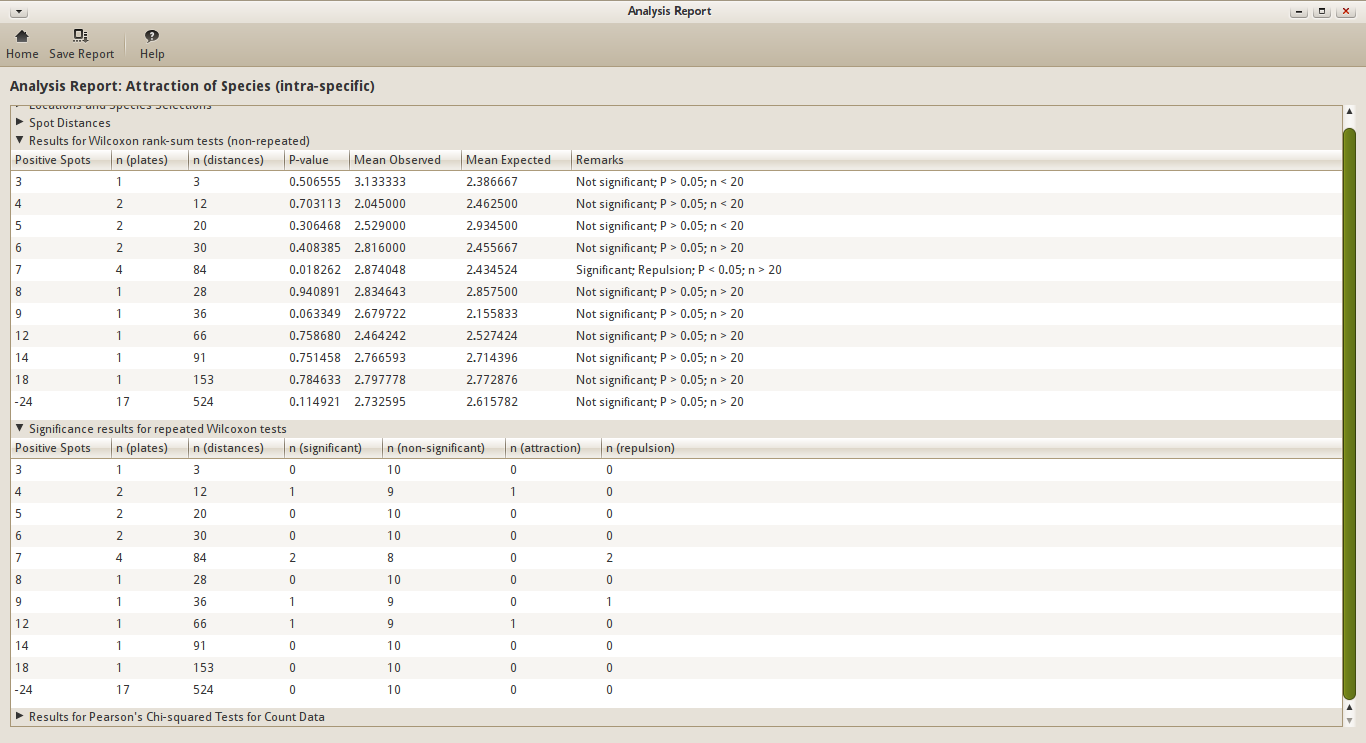 Analysis Report
Home Save Report Help
Analysis Report: Attraction of Species (intra-specific)
Locations and Species Selections
Spot Distances
Results for Wilcoxon rank-sum tests (non-repeated)
Positive Spots n (plates) n (distances) P-value Mean Observed Mean Expected Remarks
3 1 3 0.506555 3.133333 2.386667 Not significant; P > 0.05; n < 20
4 2 12 0.703113 2.045000 2.462500 Not significant; P > 0.05; n < 20
5 2 20 0.306468 2.529000 2.934500 Not significant; P > 0.05; n < 20
6 2 30 0.408385 2.816000 2.455667 Not significant; P > 0.05; n > 20
7 4 84 0.018262 2.874048 2.434524 Significant; Repulsion; P < 0.05; n > 20
8 1 28 0.940891 2.834643 2.857500 Not significant; P > 0.05; n > 20
9 1 36 0.063349 2.679722 2.155833 Not significant; P > 0.05; n > 20
12 1 66 0.758680 2.464242 2.527424 Not significant; P > 0.05; n > 20
14 1 91 0.751458 2.766593 2.714396 Not significant; P > 0.05; n > 20
18 1 153 0.784633 2.797778 2.772876 Not significant; P > 0.05; n > 20
-24 17 524 0.114921 2.732595 2.615782 Not significant; P > 0.05; n > 20
Significance results for repeated Wilcoxon tests
Positive Spots n (plates) n (distances) n (significant) n (non-significant) n (attraction) n (repulsion)
3 1 3 0 10 0 0
4 2 12 1 9 1 0
5 2 20 0 10 0 0
6 2 30 0 10 0 0
7 4 84 2 8 0 2
8 1 28 0 10 0 0
9 1 36 1 9 0 1
12 1 66 1 9 1 0
14 1 91 0 10 0 0
18 1 153 0 10 0 0
-24 17 524 0 10 0 0
Results for Pearson's Chi-squared Tests for Count Data